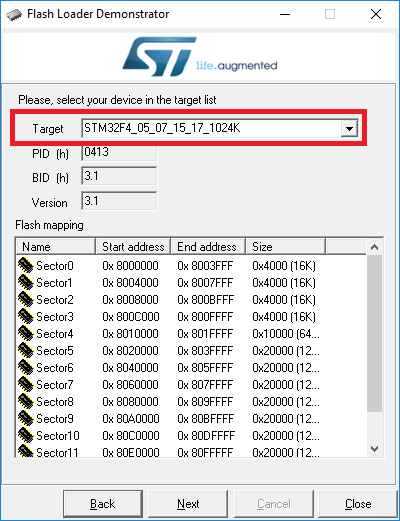 Flash Loader Demonstrator
life.augmented
Please, select your device in the target list
Target STM32F4_05_07_15_17_1024K
PID (h) 0413
BID (h) 3.1
Version 3.1
Flash mapping
Name Start address End address Size
Sector0 0x 8000000 0x 8003FFF 0x4000 (16K)
Sector1 0x 8004000 0x 8007FFF 0x4000 (16K)
Sector2 0x 8008000 0x 800BFFF 0x4000 (16K)
Sector3 0x 800C000 0x 800FFFF 0x4000 (16K)
Sector4 0x 8010000 0x 801FFFF 0x10000 (64...
Sector5 0x 8020000 0x 803FFFF 0x20000 (12...
Sector6 0x 8040000 0x 805FFFF 0x20000 (12...
Sector7 0x 8060000 0x 807FFFF 0x20000 (12...
Sector8 0x 8080000 0x 809FFFF 0x20000 (12...
Sector9 0x 80A0000 0x 80BFFFF 0x20000 (12...
Sector10 0x 80C0000 0x 80DFFFF 0x20000 (12...
Sector11 0x 80E0000 0x 80FFFFF 0x20000 (12...
Back Next Cancel Close